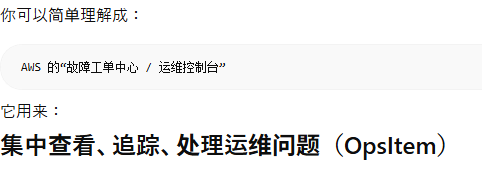 你可以简单理解成：
AWS 的“故障工单中心 / 运维控制台”
它用来：
集中查看、追踪、处理运维问题（OpsItem）